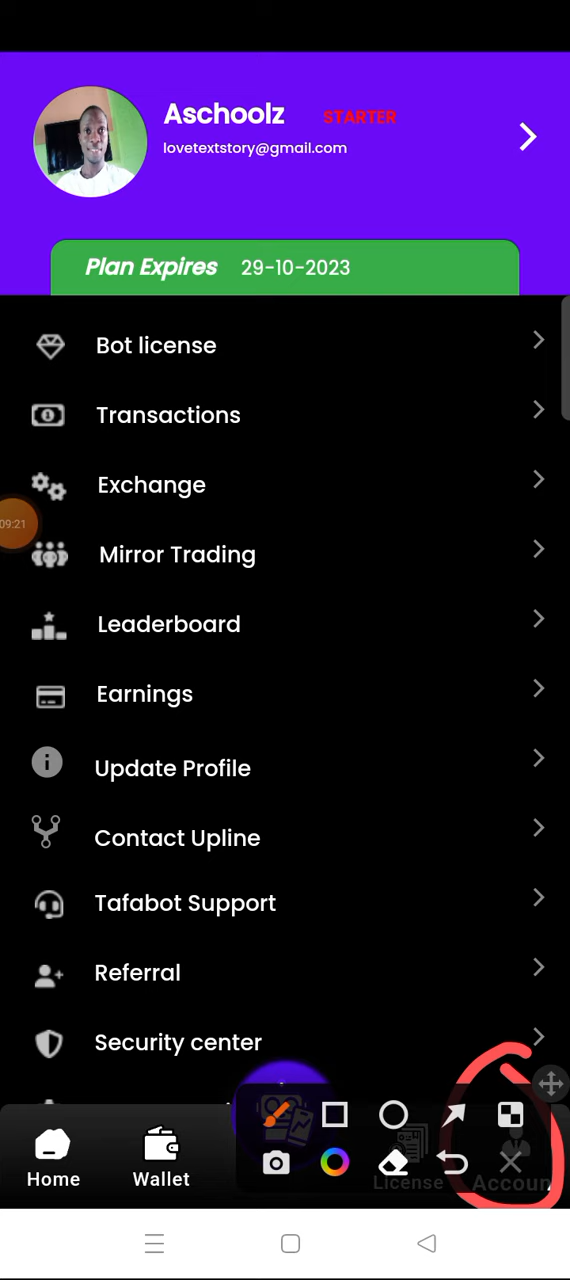 Aschoolz STARTER
lovetextstory@gmail.com
Plan Expires 29-10-2023
Bot license
Transactions
Exchange
09:21
Mirror Trading
Leaderboard
Earnings
Update Profile
Contact Upline
Tafabot Support
Referral
Security center
Home Wallet License Accoun